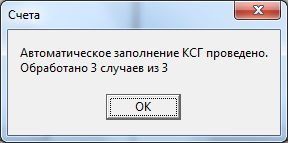 Счета
Автоматическое заполнение КСГ проведено.
Обработано 3 случаев из 3
OK